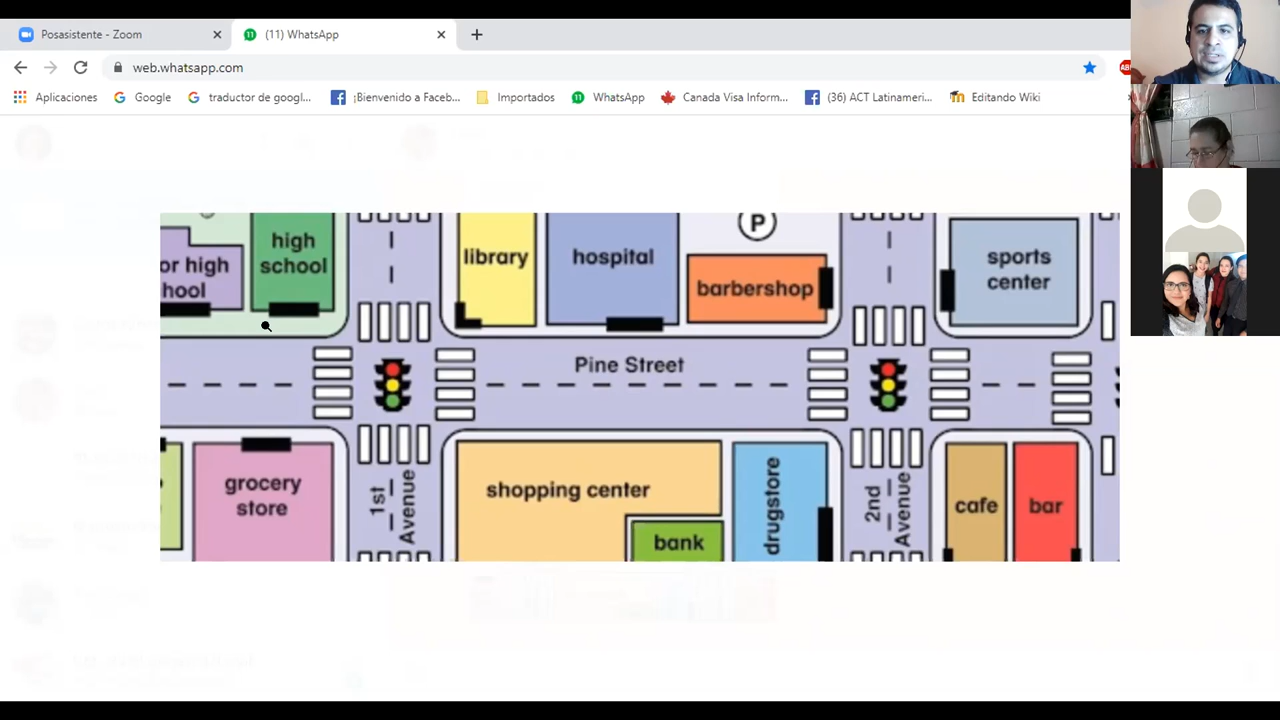 Posasistente - Zoom
(11) WhatsApp
web.whatsapp.com
Aplicaciones
Google
traductor de googl...
¡Bienvenido a Faceb...
Importados
WhatsApp
Canada Visa Inform...
(36) ACT Latinameri...
Editando Wiki
or high
hool
high
school
library
hospital
P
barbershop
sports
center
Pine Street
grocery
store
1st
Avenue
shopping center
bank
drugstore
2nd
Avenue
cafe
bar